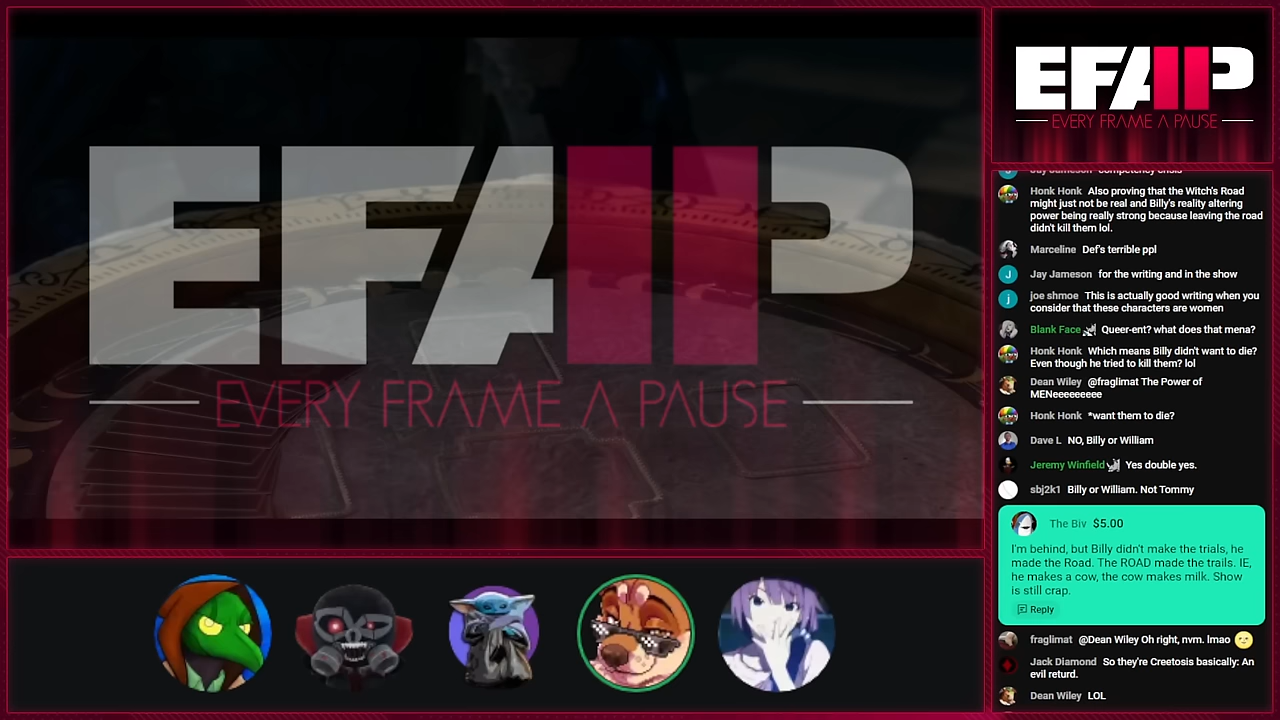 EFAP
EVERY FRAME A PAUSE
EFAP
EVERY FRAME A PAUSE
Jay Jameson competency crisis
Honk Honk Also proving that the Witch's Road
might just not be real and Billy's reality altering
power being really strong because leaving the road
didn't kill them lol.
Marceline Def's terrible ppl
Jay Jameson for the writing and in the show
joe shmoe This is actually good writing when you
consider that these characters are women
Blank Face Queer-ent? what does that mena?
Honk Honk Which means Billy didn't want to die?
Even though he tried to kill them? lol
Dean Wiley @fraglimat The Power of
MENeeeeeeeee
Honk Honk *want them to die?
Dave L NO, Billy or William
Jeremy Winfield Yes double yes.
sbj2k1 Billy or William. Not Tommy
The Biv $5.00
I'm behind, but Billy didn't make the trials, he
made the Road. The ROAD made the trails. IE,
he makes a cow, the cow makes milk. Show
is still crap.
Reply
fraglimat @Dean Wiley Oh right, nvm. lmao
Jack Diamond So they're Creetosis basically: An
evil returd.
Dean Wiley LOL